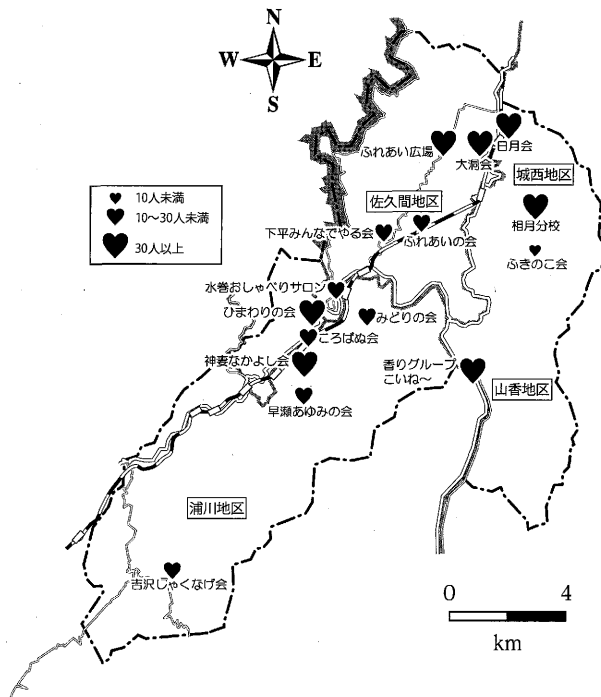 N
W
E
S
10人未満
10〜30人未満
30人以上
ふれあい広場
大洞会
日月会
城西地区
佐久間地区
相月分校
下平みんなでやる会
ふれあいの会
ふきのこ会
水巻おしゃべりサロン
ひまわりの会
みどりの会
ころばぬ会
神妻なかよし会
香りグループ
こいね〜
山香地区
早瀬あゆみの会
浦川地区
吉沢しゃくなげ会
0
4
km